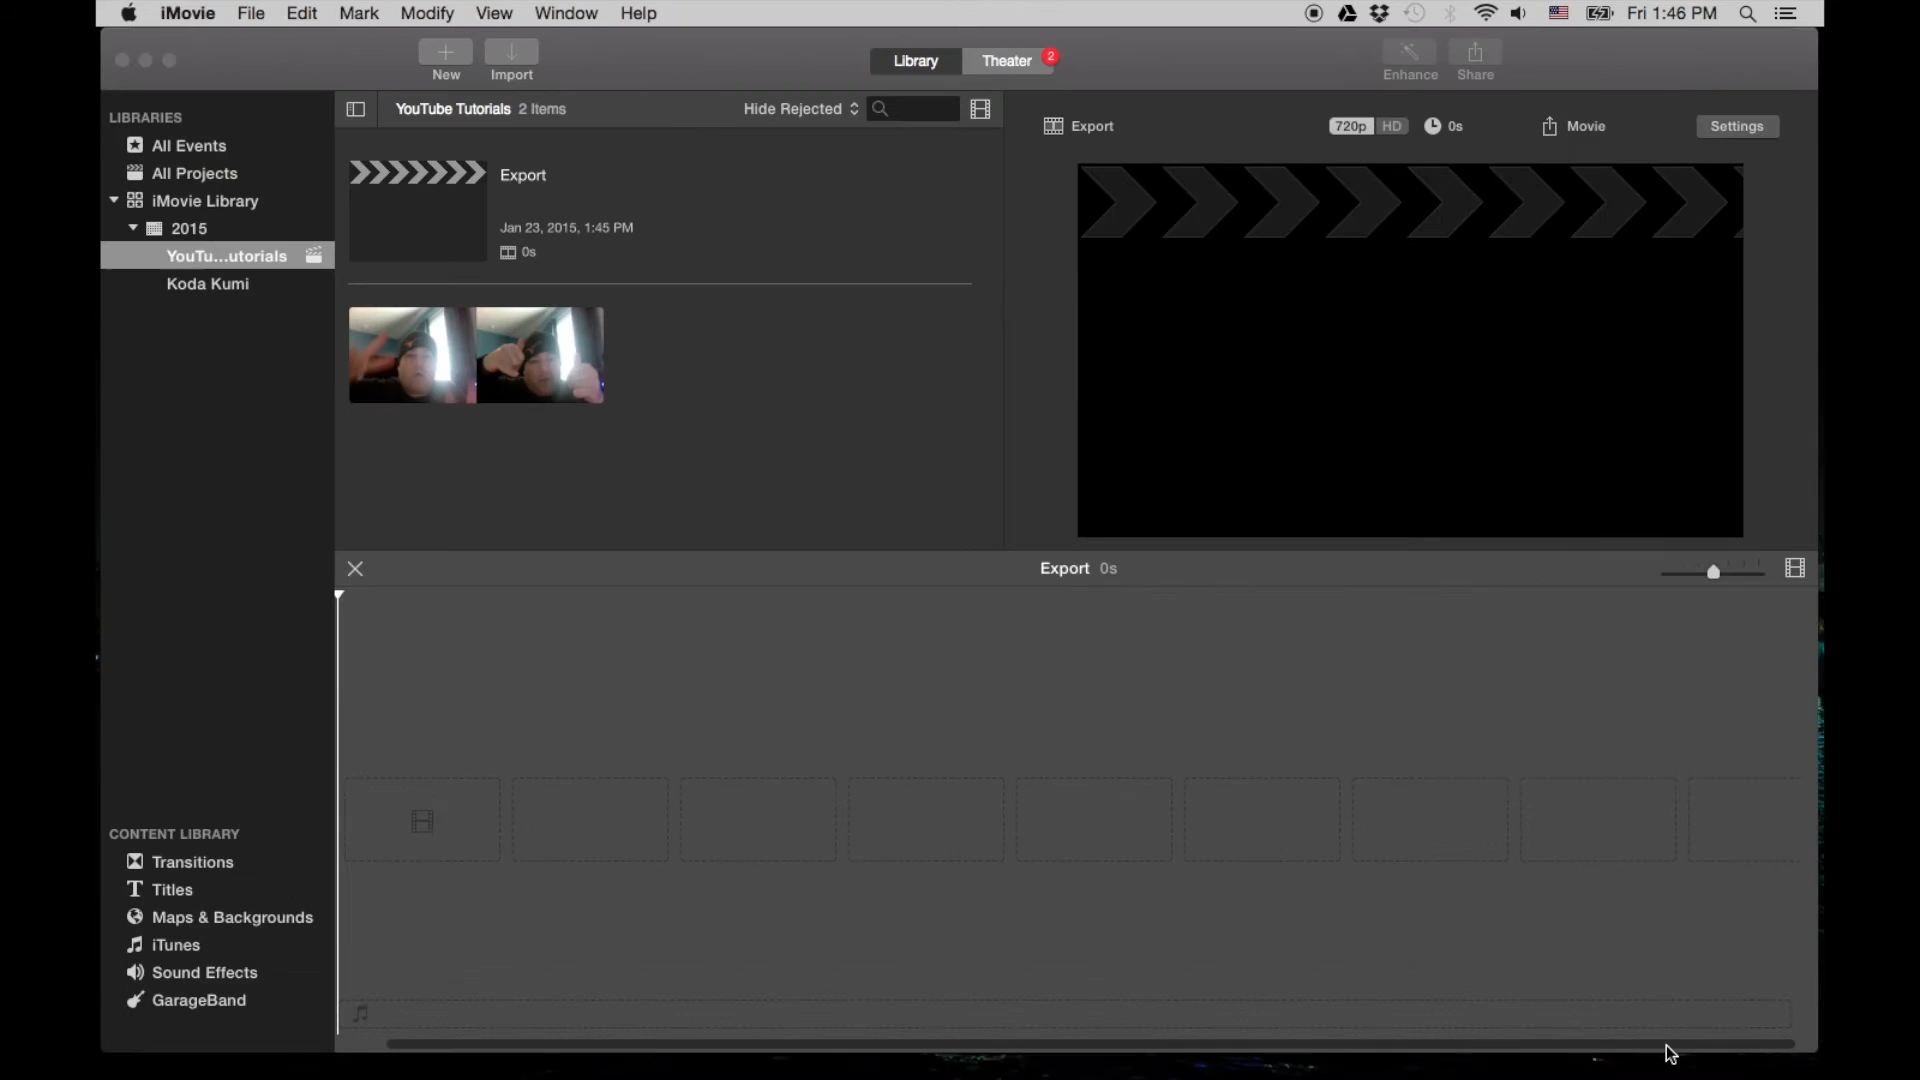 iMovie File Edit Mark Modify View Window Help Fri 1:46 PM
New Import Library Theater 2 Enhance Share
LIBRARIES
All Events
All Projects
iMovie Library
2015
YouTu...utorials
Koda Kumi
YouTube Tutorials 2 Items Hide Rejected
Export
Jan 23, 2015, 1:45 PM
0s
Export 720p HD 0s Movie Settings
Export 0s
CONTENT LIBRARY
Transitions
T Titles
Maps & Backgrounds
iTunes
Sound Effects
GarageBand